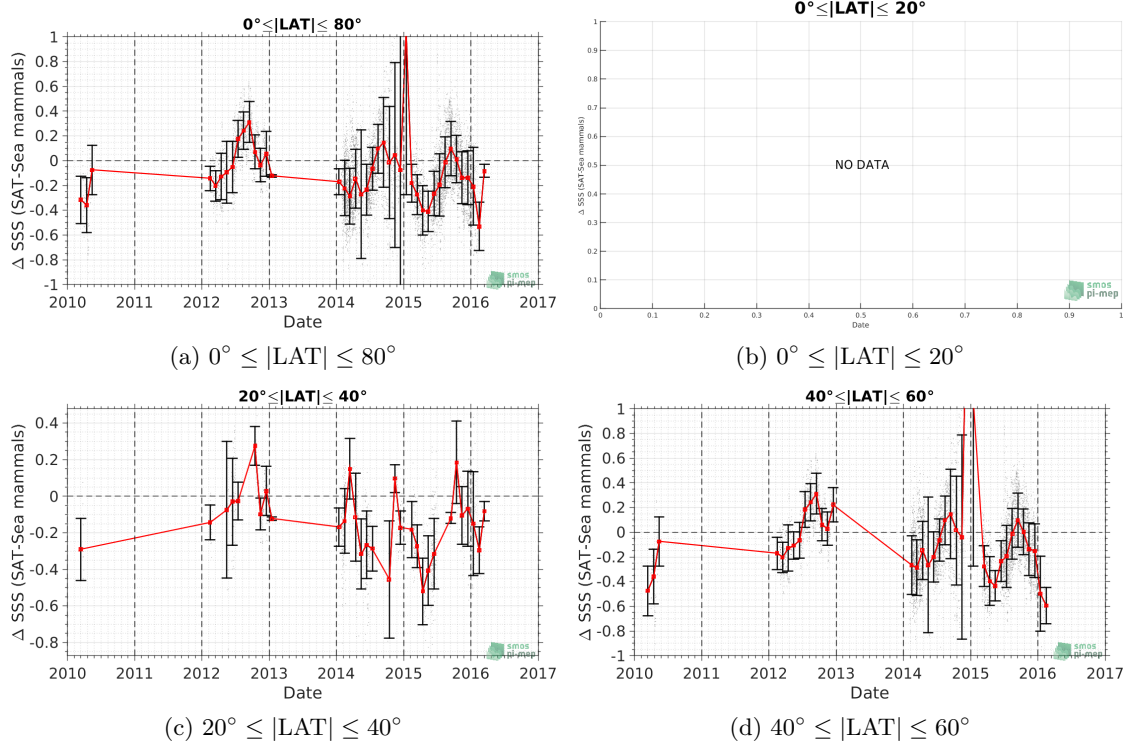 0°≤|LAT|≤ 80°
Δ SSS (SAT-Sea mammals)
1
0.8
0.6
0.4
0.2
0
-0.2
-0.4
-0.6
-0.8
-1
2010 2011 2012 2013 2014 2015 2016 2017
Date
smos
pi-mep
(a) 0° ≤ |LAT| ≤ 80°
0°≤|LAT|≤ 20°
Δ SSS (SAT-Sea mammals)
1
0.9
0.8
0.7
0.6
0.5
0.4
0.3
0.2
0.1
0
NO DATA
0 0.1 0.2 0.3 0.4 0.5 0.6 0.7 0.8 0.9 1
Date
smos
pi-mep
(b) 0° ≤ |LAT| ≤ 20°
20°≤|LAT|≤ 40°
Δ SSS (SAT-Sea mammals)
0.4
0.2
0
-0.2
-0.4
-0.6
-0.8
2010 2011 2012 2013 2014 2015 2016 2017
Date
smos
pi-mep
(c) 20° ≤ |LAT| ≤ 40°
40°≤|LAT|≤ 60°
Δ SSS (SAT-Sea mammals)
1
0.8
0.6
0.4
0.2
0
-0.2
-0.4
-0.6
-0.8
-1
2010 2011 2012 2013 2014 2015 2016 2017
Date
smos
pi-mep
(d) 40° ≤ |LAT| ≤ 60°